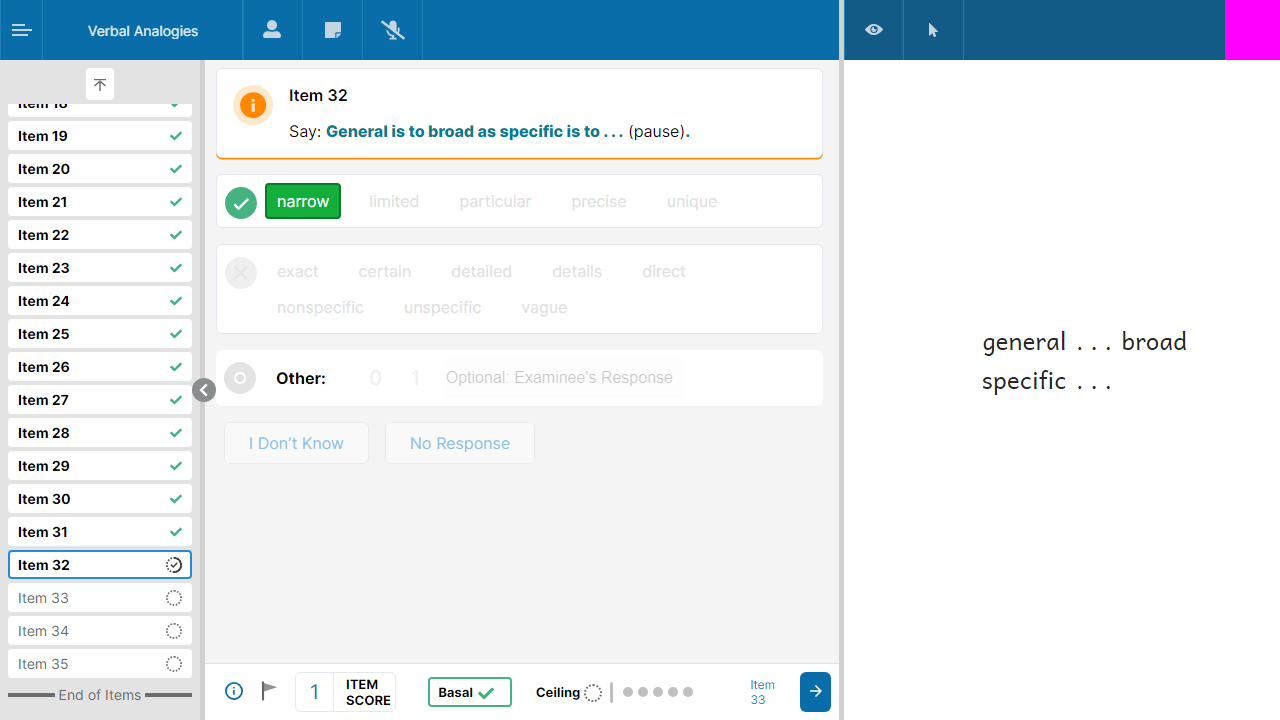 Verbal Analogies
Item 18
Item 19
Item 20
Item 21
Item 22
Item 23
Item 24
Item 25
Item 26
Item 27
Item 28
Item 29
Item 30
Item 31
Item 32
Item 33
Item 34
Item 35
End of Items
Item 32
Say: General is to broad as specific is to . . . (pause).
narrow limited particular precise unique
exact certain detailed details direct
nonspecific unspecific vague
Other: 0 1 Optional: Examinee's Response
I Don't Know No Response
1 ITEM SCORE
Basal
Ceiling
Item 33
general . . . broad
specific . . .